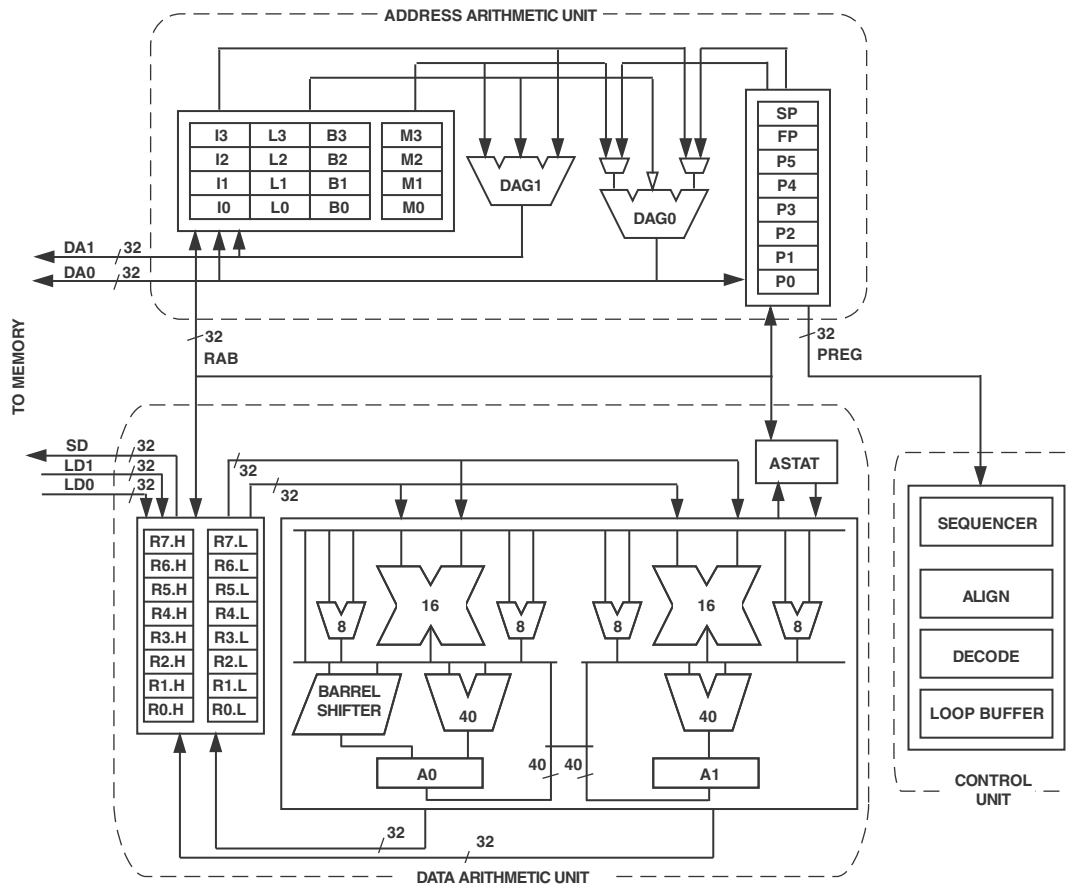 ADDRESS ARITHMETIC UNIT
I3 L3 B3 M3
I2 L2 B2 M2
I1 L1 B1 M1
I0 L0 B0 M0
DAG1
DAG0
SP
FP
P5
P4
P3
P2
P1
P0
DA1 32
DA0 32
32
RAB
32
PREG
TO MEMORY
SD 32
LD1 32
LD0 32
32
32
ASTAT
R7.H R7.L
R6.H R6.L
R5.H R5.L
R4.H R4.L
R3.H R3.L
R2.H R2.L
R1.H R1.L
R0.H R0.L
8
16
8
8
16
8
BARREL
SHIFTER
40
40
A0
40
40
A1
32
32
DATA ARITHMETIC UNIT
SEQUENCER
ALIGN
DECODE
LOOP BUFFER
CONTROL
UNIT